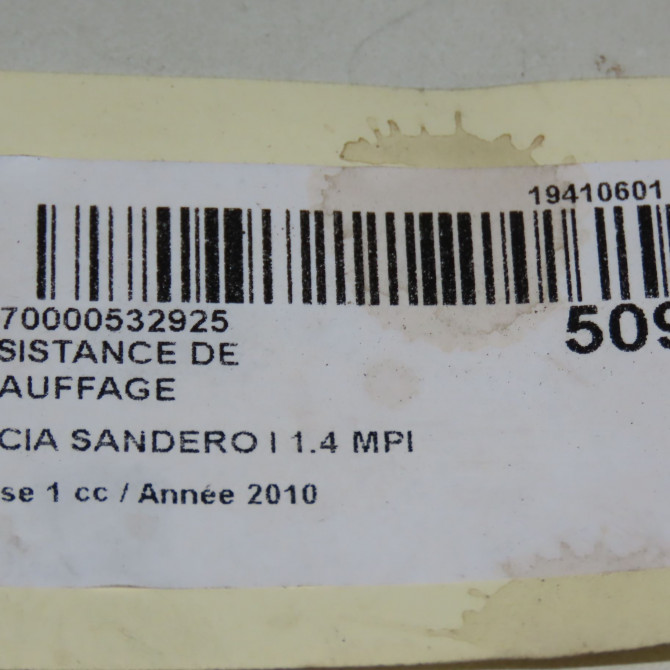 19410601
70000532925
509
SISTANCE DE
AUFFAGE
CIA SANDERO I 1.4 MPI
se 1 cc / Année 2010